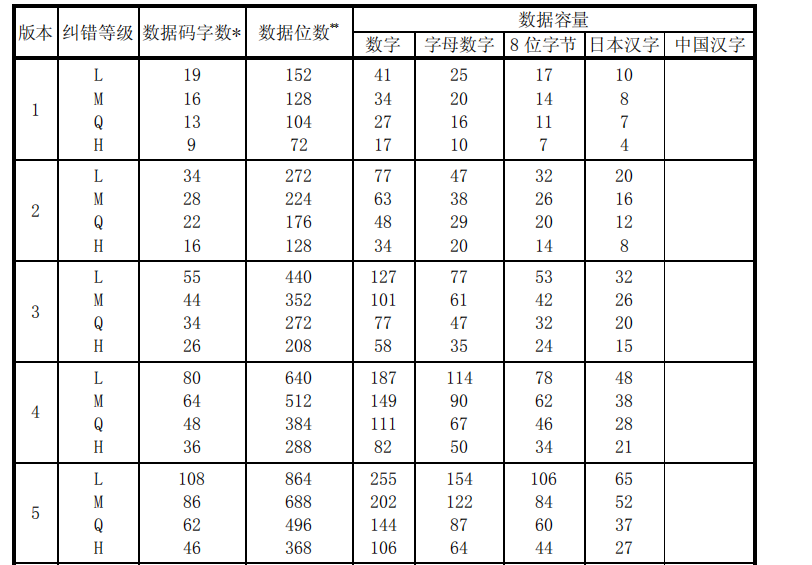 版本 纠错等级 数据码字数* 数据位数** 数据容量
数字 字母数字 8 位字节 日本汉字 中国汉字
1
L 19 152 41 25 17 10
M 16 128 34 20 14 8
Q 13 104 27 16 11 7
H 9 72 17 10 7 4
2
L 34 272 77 47 32 20
M 28 224 63 38 26 16
Q 22 176 48 29 20 12
H 16 128 34 20 14 8
3
L 55 440 127 77 53 32
M 44 352 101 61 42 26
Q 34 272 77 47 32 20
H 26 208 58 35 24 15
4
L 80 640 187 114 78 48
M 64 512 149 90 62 38
Q 48 384 111 67 46 28
H 36 288 82 50 34 21
5
L 108 864 255 154 106 65
M 86 688 202 122 84 52
Q 62 496 144 87 60 37
H 46 368 106 64 44 27